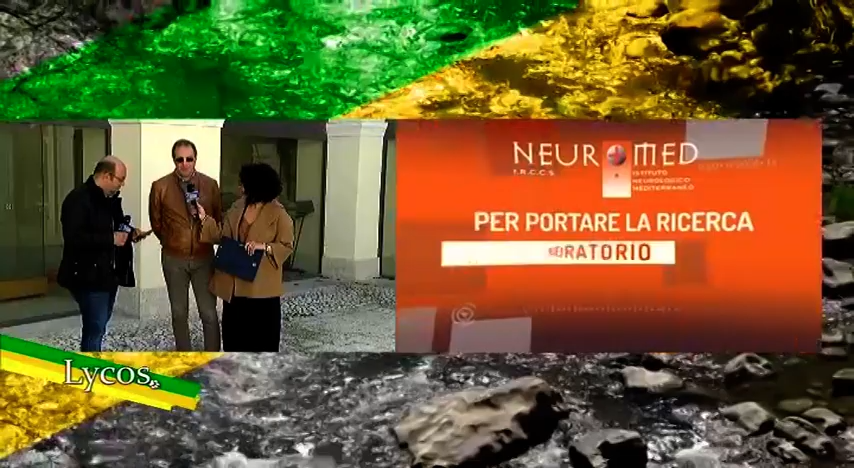 NEUROMED
I.R.C.C.S.
ISTITUTO
NEUROLOGICO
MEDITERRANEO
PER PORTARE LA RICERCA
RATORIO
Lycos